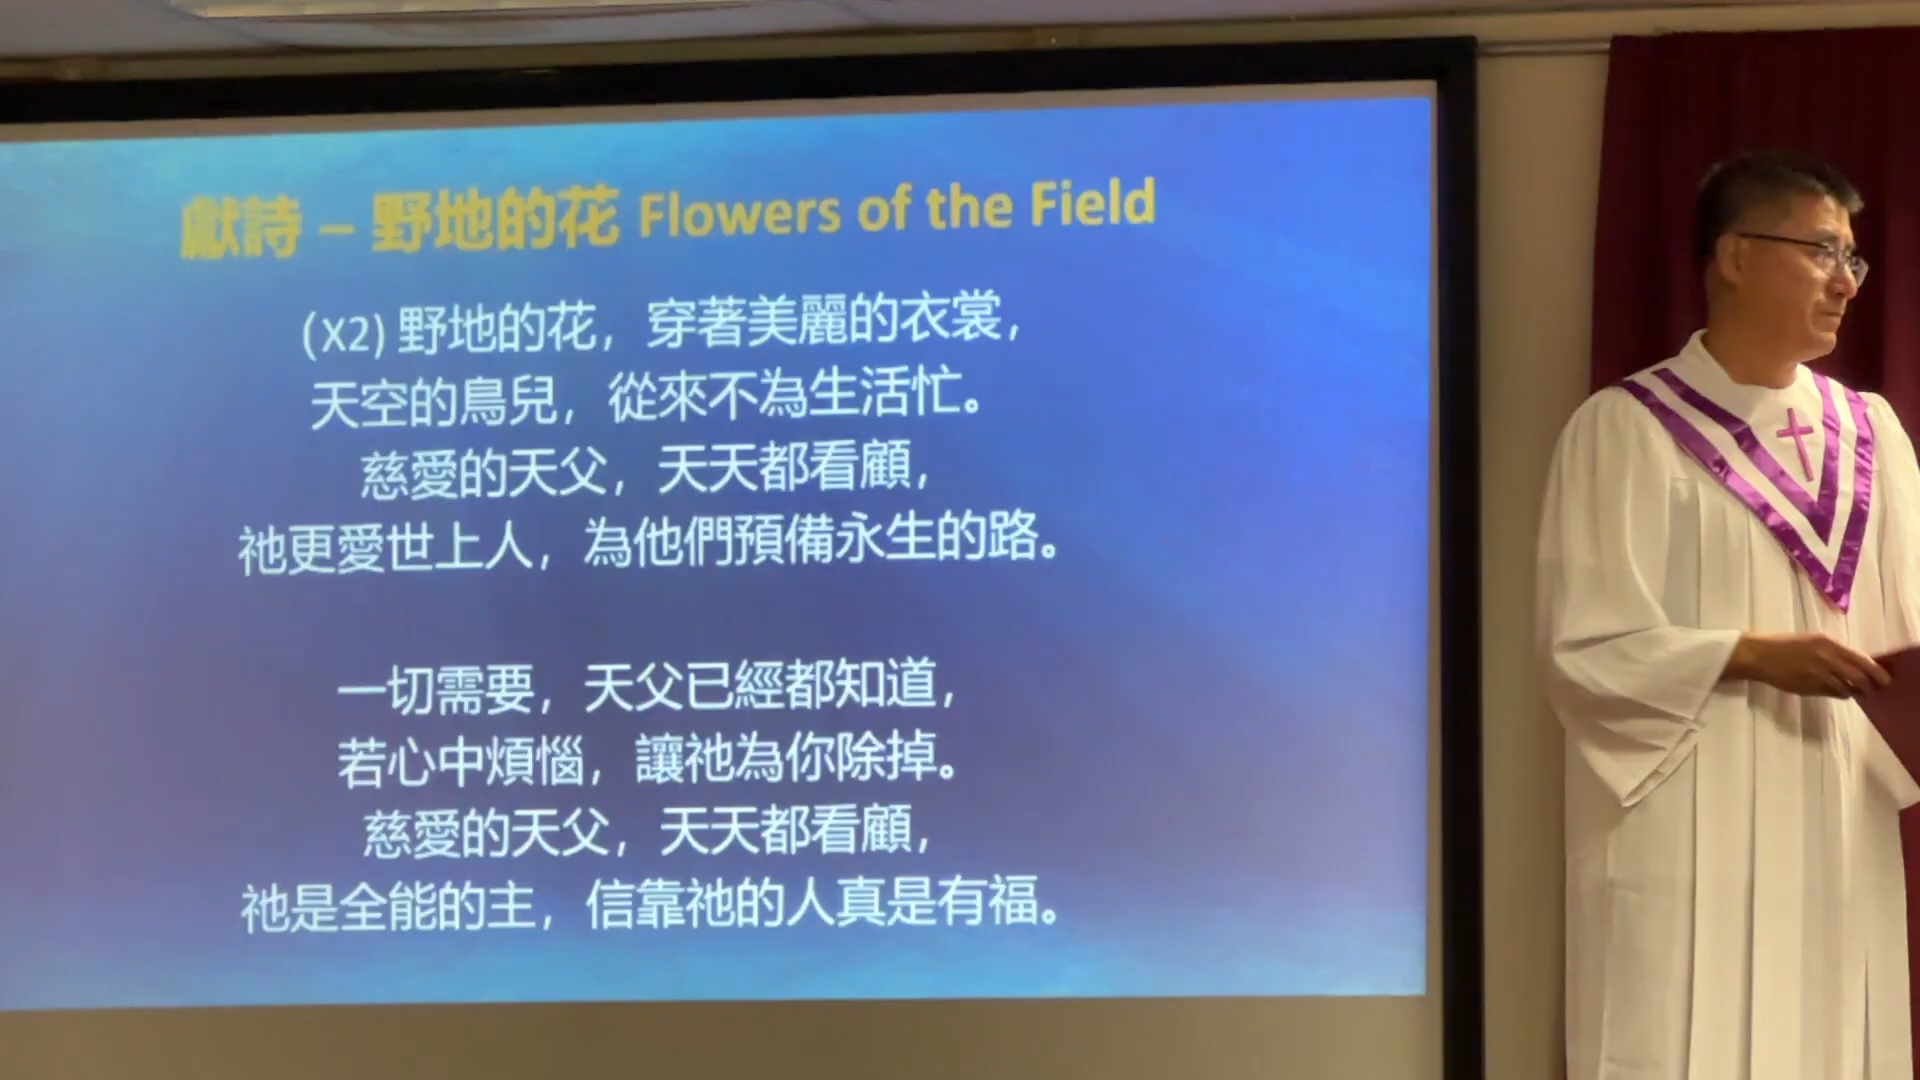 獻詩 – 野地的花 Flowers of the Field
(X2) 野地的花，穿著美麗的衣裳，
天空的鳥兒，從來不為生活忙。
慈愛的天父，天天都看顧，
祂更愛世上人，為他們預備永生的路。
一切需要，天父已經都知道，
若心中煩惱，讓祂為你除掉。
慈愛的天父，天天都看顧，
祂是全能的主，信靠祂的人真是有福。